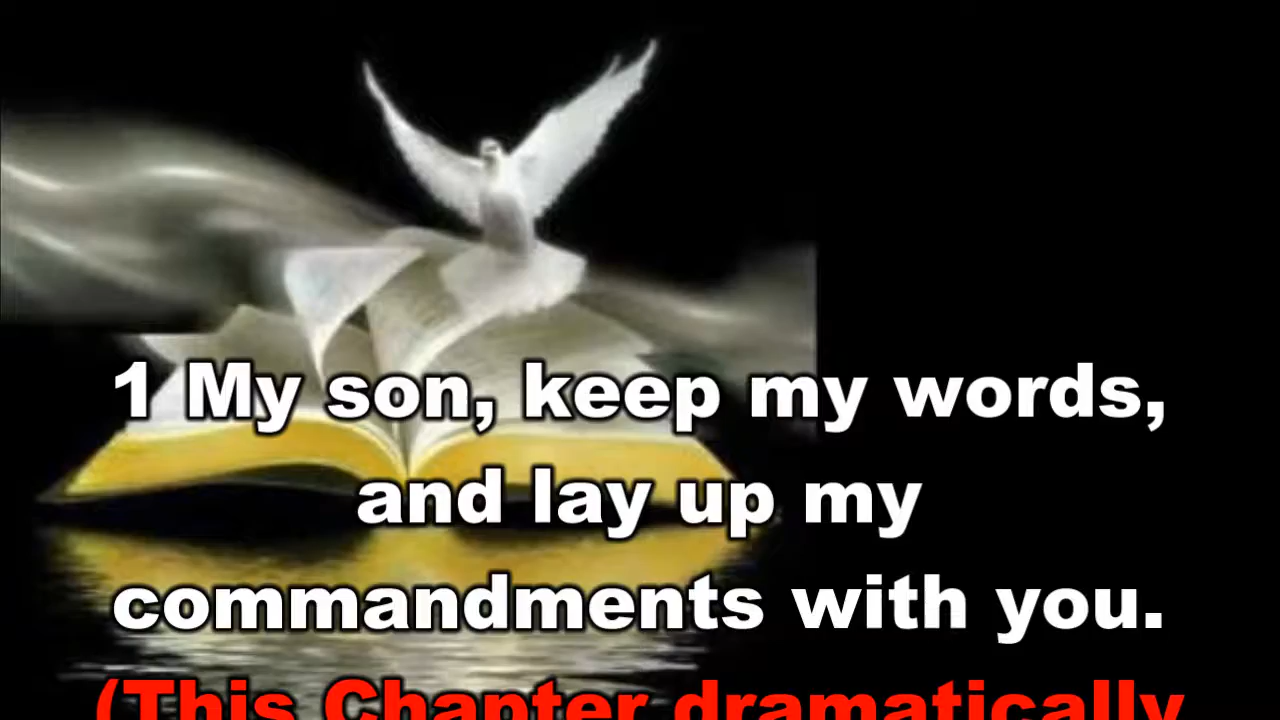 1 My son, keep my words,
and lay up my
commandments with you.
(This Chapter dramatically